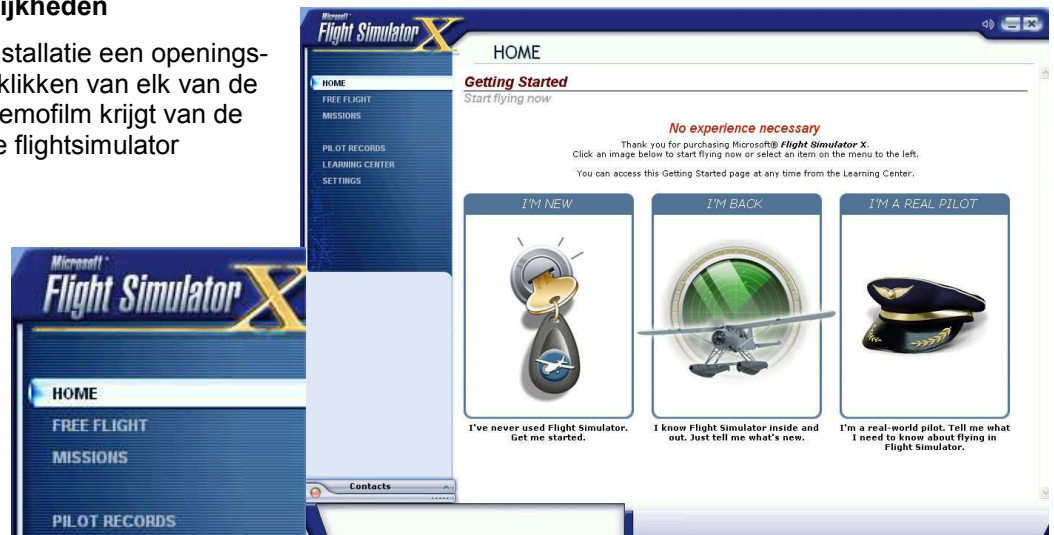 ijkheden
stallatie een openings-
klikken van elk van de
emofilm krijgt van de
e flightsimulator
Microsoft
Flight Simulator X
HOME
FREE FLIGHT
MISSIONS
PILOT RECORDS
LEARNING CENTER
SETTINGS
Contacts
HOME
Getting Started
Start flying now
No experience necessary
Thank you for purchasing Microsoft® Flight Simulator X.
Click an image below to start flying now or select an item on the menu to the left.
You can access this Getting Started page at any time from the Learning Center.
I'M NEW
I've never used Flight Simulator.
Get me started.
I'M BACK
I know Flight Simulator inside and
out. Just tell me what's new.
I'M A REAL PILOT
I'm a real-world pilot. Tell me what
I need to know about flying in
Flight Simulator.
Microsoft
Flight Simulator X
HOME
FREE FLIGHT
MISSIONS
PILOT RECORDS